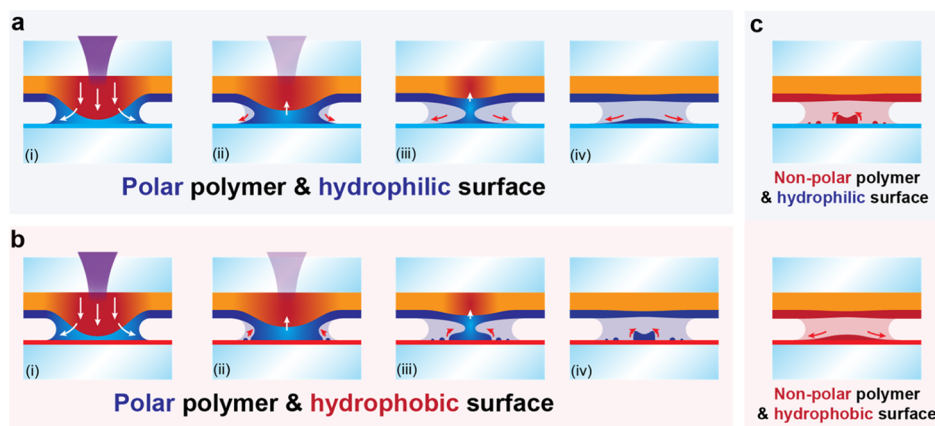 a
(i)
(ii)
(iii)
(iv)
Polar polymer & hydrophilic surface
b
(i)
(ii)
(iii)
(iv)
Polar polymer & hydrophobic surface
c
Non-polar polymer
& hydrophilic surface
Non-polar polymer
& hydrophobic surface